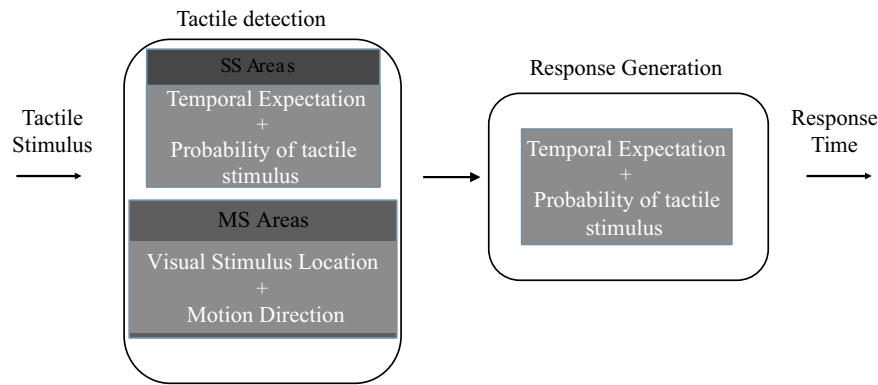 Tactile detection
SS Areas
Temporal Expectation
+
Probability of tactile
stimulus
MS Areas
Visual Stimulus Location
+
Motion Direction
Tactile
Stimulus
Response Generation
Temporal Expectation
+
Probability of tactile
stimulus
Response
Time